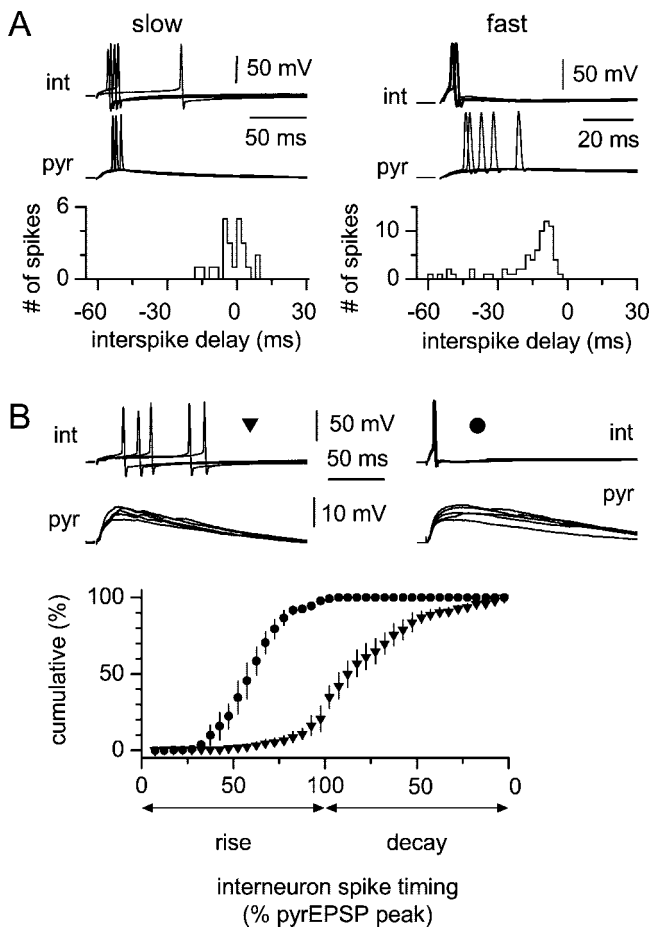 A
slow
fast
int
50 mV
int
50 mV
50 ms
20 ms
pyr
pyr
# of spikes
6
0
-60
-30
0
30
interspike delay (ms)
# of spikes
10
0
-60
-30
0
30
interspike delay (ms)
B
int
50 mV
int
50 ms
pyr
pyr
10 mV
cumulative (%)
100
50
0
0
50
100
50
0
rise
decay
interneuron spike timing
(% pyrEPSP peak)